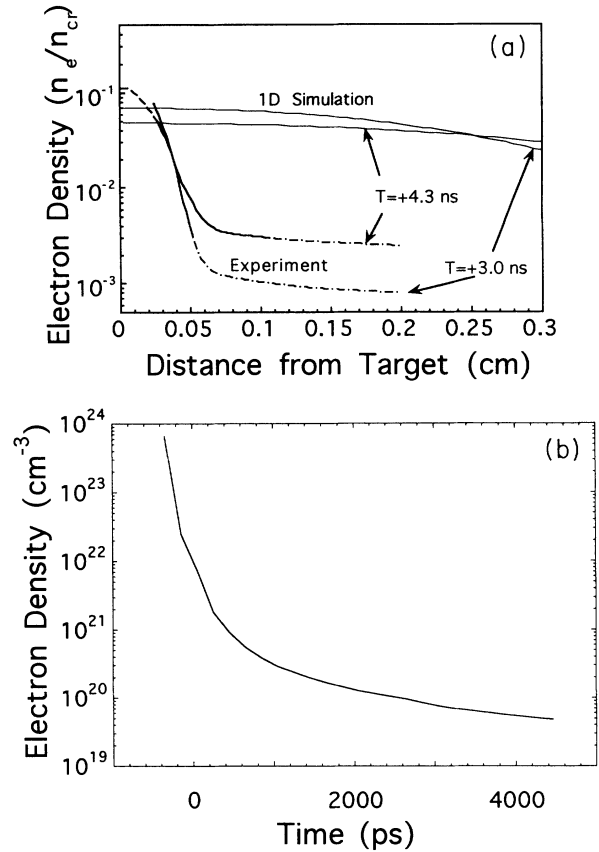 (a)
Electron Density (n e/n cr)
10-1
10-2
10-3
1D Simulation
T=+4.3 ns
Experiment
T=+3.0 ns
0 0.05 0.1 0.15 0.2 0.25 0.3
Distance from Target (cm)
(b)
Electron Density (cm-3)
1024
1023
1022
1021
1020
1019
0 2000 4000
Time (ps)